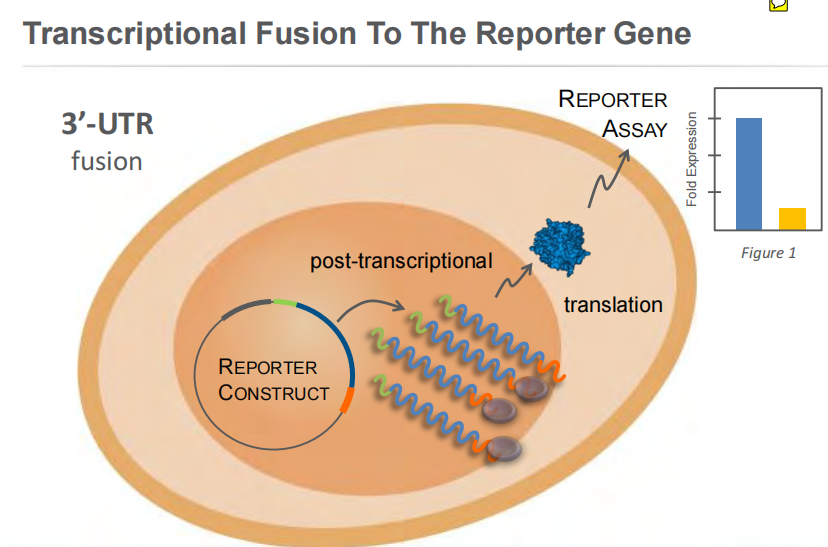 Transcriptional Fusion To The Reporter Gene
3’-UTR
fusion
REPORTER
ASSAY
Fold Expression
Figure 1
post-transcriptional
translation
REPORTER
CONSTRUCT